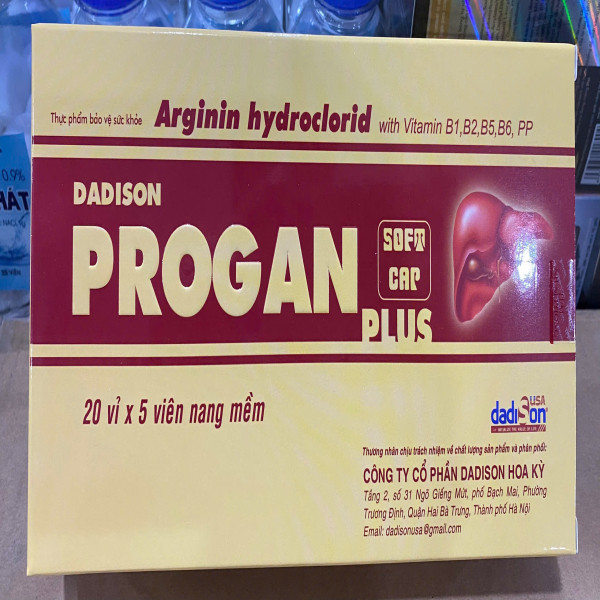 Thực phẩm bảo vệ sức khỏe Arginin hydroclorid with Vitamin B1,B2,B5,B6, PP
DADISON
PROGAN
SOFT
CAP
PLUS
20 vỉ x 5 viên nang mềm
USA
dadison
Thương nhân chịu trách nhiệm về chất lượng sản phẩm và phân phối:
CÔNG TY CỔ PHẦN DADISON HOA KỲ
Tầng 2, số 31 Ngõ Giếng Mứt, phố Bạch Mai, Phường
Trương Định, Quận Hai Bà Trưng, Thành phố Hà Nội
Email: dadisonusa@gmail.com
0.9%
HÁT